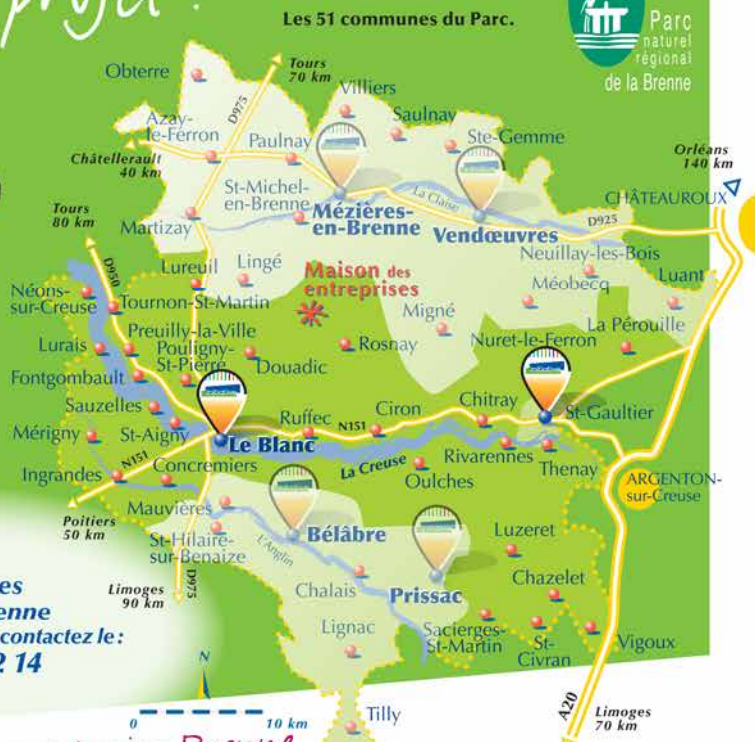 projet !
Les 51 communes du Parc.
Parc
naturel
régional
de la Brenne
Tours
70 km
Obterre
Villiers
D975
Saulnay
Azay-
le-Ferron
Paulnay
Ste-Gemme
Orléans
140 km
Châtellerault
40 km
St-Michel-
en-Brenne
La Claise
CHÂTEAUROUX
Tours
80 km
Martizay
Mézières-
en-Brenne
Vendœuvres
D925
D950
Neuillay-les-Bois
Lureuil
Lingé
Maison des
entreprises
Méobecq
Luant
Néons-
sur-Creuse
Tournon-St-Martin
Migné
La Pérouille
Preuilly-la-Ville
Lurais
Pouligny-
St-Pierre
Rosnay
Nuret-le-Ferron
Douadic
Fontgombault
Chitray
Sauzelles
Ciron
St-Gaultier
Ruffec
N151
Mérigny
St-Aigny
Le Blanc
Rivarennes
Thenay
La Creuse
Ingrandes
N151
Concremiers
Oulches
ARGENTON-
sur-Creuse
Mauvières
Poitiers
50 km
Bélâbre
Luzeret
St-Hilaire-
sur-Benaize
L'Anglin
Chazelet
D975
Chalais
Prissac
Limoges
90 km
es
enne
contactez le :
2 14
Lignac
Sacierges-
St-Martin
St-
Civran
Vigoux
N
A20
Limoges
70 km
0
10 km
Tilly